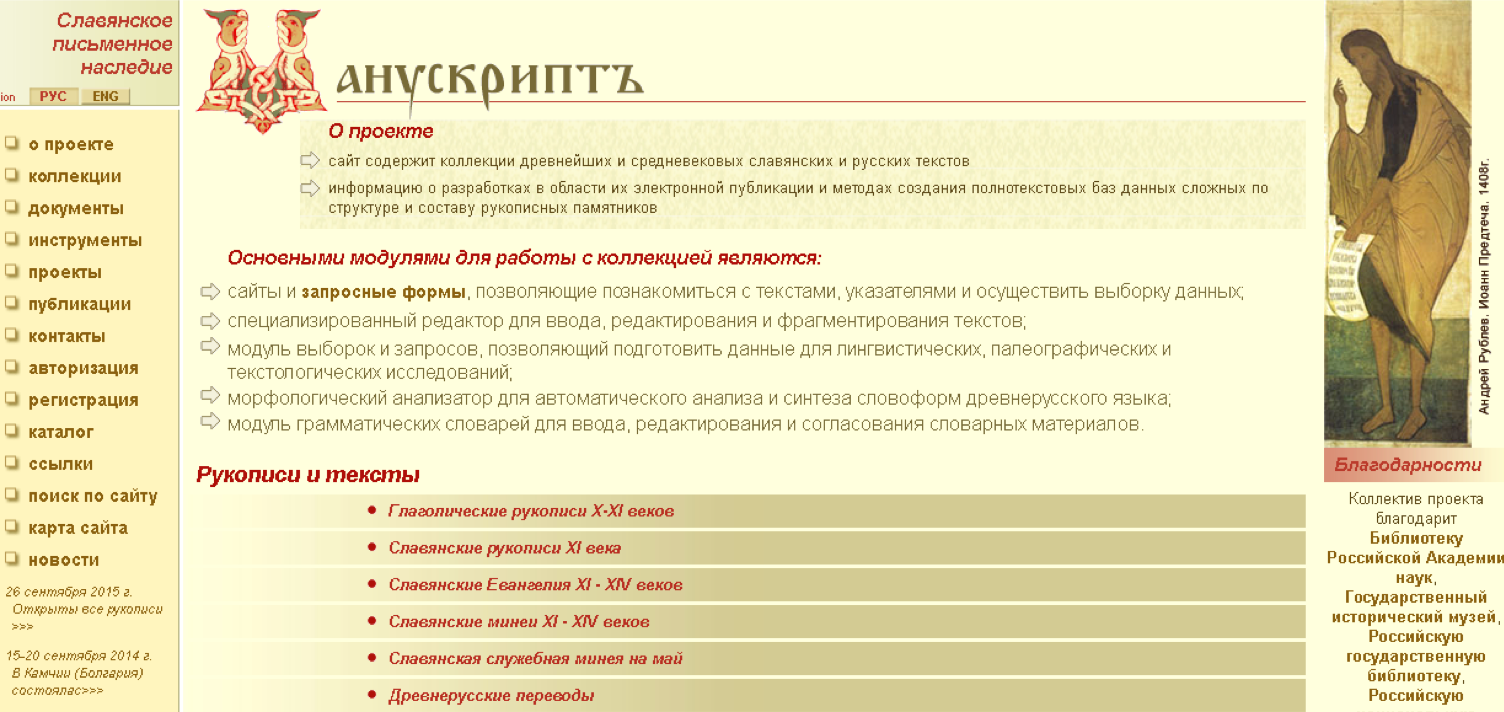 Славянское
письменное
наследие
ion РУС ENG
о проекте
коллекции
документы
инструменты
проекты
публикации
контакты
авторизация
регистрация
каталог
ссылки
поиск по сайту
карта сайта
новости
26 сентября 2015 г.
Открыты все рукописи
>>>
15-20 сентября 2014 г.
В Камчии (Болгария)
состоялас>>>
Манускриптъ
О проекте
сайт содержит коллекции древнейших и средневековых славянских и русских текстов
информацию о разработках в области их электронной публикации и методах создания полнотекстовых баз данных сложных по
структуре и составу рукописных памятников
Основными модулями для работы с коллекцией являются:
сайты и запросные формы, позволяющие познакомиться с текстами, указателями и осуществить выборку данных;
специализированный редактор для ввода, редактирования и фрагментирования текстов;
модуль выборок и запросов, позволяющий подготовить данные для лингвистических, палеографических и
текстологических исследований;
морфологический анализатор для автоматического анализа и синтеза словоформ древнерусского языка;
модуль грамматических словарей для ввода, редактирования и согласования словарных материалов.
Рукописи и тексты
Глаголические рукописи X-XI веков
Славянские рукописи XI века
Славянские Евангелия XI - XIV веков
Славянские минеи XI - XIV веков
Славянская служебная минея на май
Древнерусские переводы
Андрей Рублев, Иоанн Предтеча, 1408г.
Благодарности
Коллектив проекта
благодарит
Библиотеку
Российской Академии
наук,
Государственный
исторический музей,
Российскую
государственную
библиотеку,
Российскую